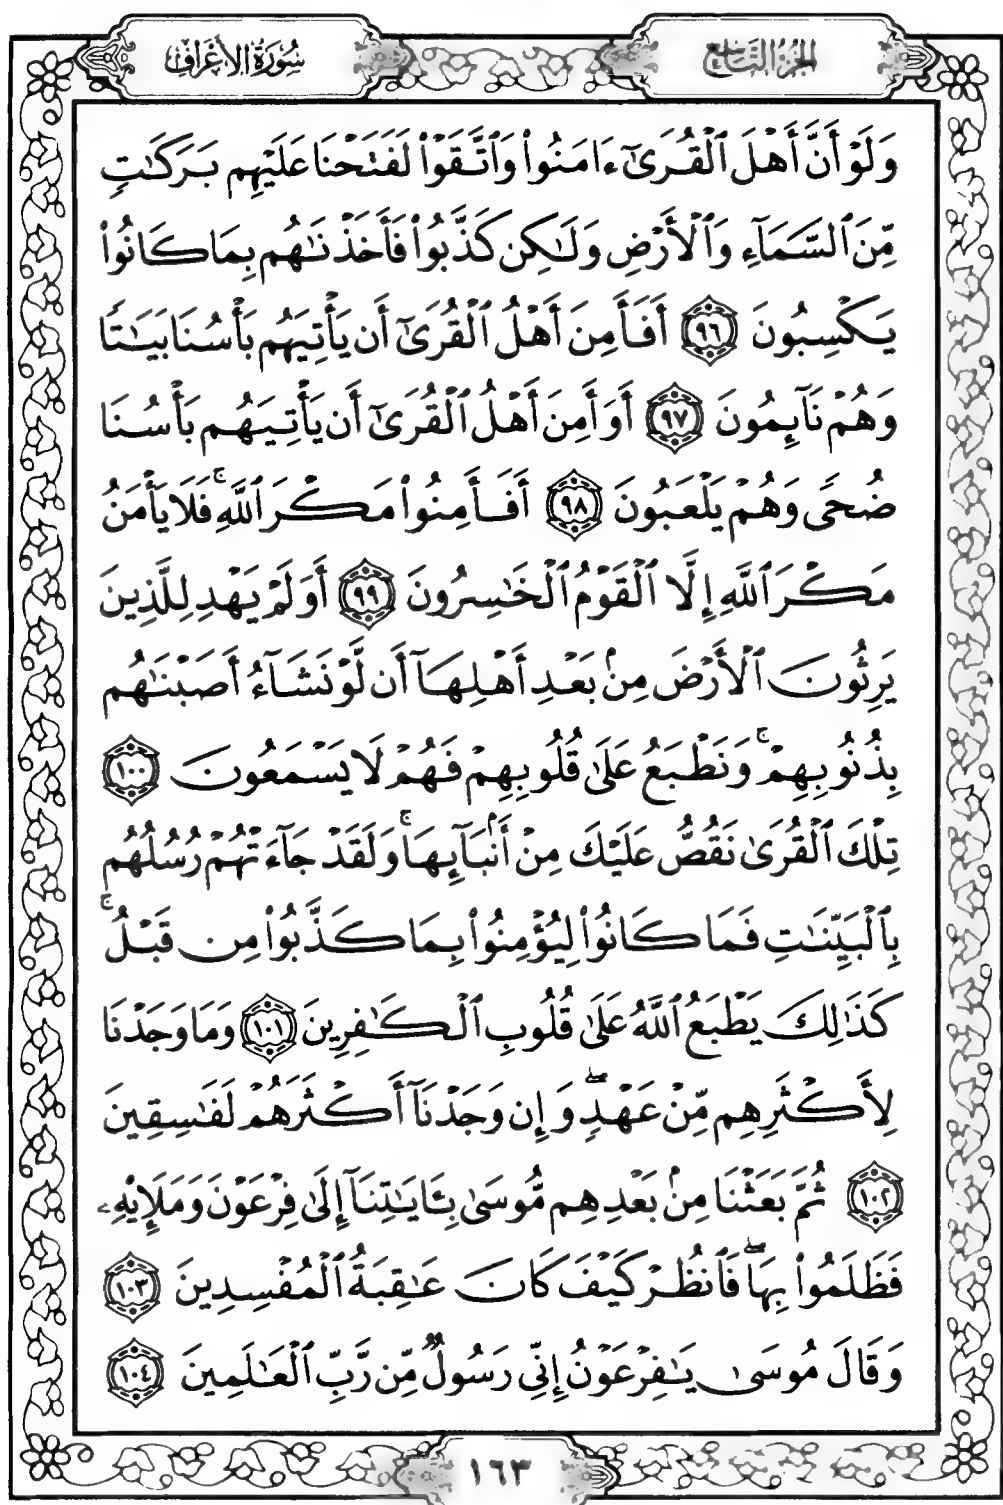 الجزء التاسع
سورة الأعراف
وَلَوْ أَنَّ أَهْلَ ٱلْقُرَىٰٓ ءَامَنُوا۟ وَٱتَّقَوْا۟ لَفَتَحْنَا عَلَيْهِم بَرَكَٰتٍ
مِّنَ ٱلسَّمَآءِ وَٱلْأَرْضِ وَلَٰكِن كَذَّبُوا۟ فَأَخَذْنَٰهُم بِمَا كَانُوا۟
يَكْسِبُونَ ٩٦ أَفَأَمِنَ أَهْلُ ٱلْقُرَىٰٓ أَن يَأْتِيَهُم بَأْسُنَا بَيَٰتًا
وَهُمْ نَآئِمُونَ ٩٧ أَوَأَمِنَ أَهْلُ ٱلْقُرَىٰٓ أَن يَأْتِيَهُم بَأْسُنَا
ضُحًى وَهُمْ يَلْعَبُونَ ٩٨ أَفَأَمِنُوا۟ مَكْرَ ٱللَّهِ ۚ فَلَا يَأْمَنُ
مَكْرَ ٱللَّهِ إِلَّا ٱلْقَوْمُ ٱلْخَٰسِرُونَ ٩٩ أَوَلَمْ يَهْدِ لِلَّذِينَ
يَرِثُونَ ٱلْأَرْضَ مِنۢ بَعْدِ أَهْلِهَآ أَن لَّوْ نَشَآءُ أَصَبْنَٰهُم
بِذُنُوبِهِمْ ۚ وَنَطْبَعُ عَلَىٰ قُلُوبِهِمْ فَهُمْ لَا يَسْمَعُونَ ١٠٠
تِلْكَ ٱلْقُرَىٰ نَقُصُّ عَلَيْكَ مِنْ أَنۢبَآئِهَا ۚ وَلَقَدْ جَآءَتْهُمْ رُسُلُهُم
بِٱلْبَيِّنَٰتِ فَمَا كَانُوا۟ لِيُؤْمِنُوا۟ بِمَا كَذَّبُوا۟ مِن قَبْلُ ۚ
كَذَٰلِكَ يَطْبَعُ ٱللَّهُ عَلَىٰ قُلُوبِ ٱلْكَٰفِرِينَ ١٠١ وَمَا وَجَدْنَا
لِأَكْثَرِهِم مِّنْ عَهْدٍ ۖ وَإِن وَجَدْنَآ أَكْثَرَهُمْ لَفَٰسِقِينَ
١٠٢ ثُمَّ بَعَثْنَا مِنۢ بَعْدِهِم مُّوسَىٰ بِـَٔايَٰتِنَآ إِلَىٰ فِرْعَوْنَ وَمَلَإِي۟هِۦ
فَظَلَمُوا۟ بِهَا ۖ فَٱنظُرْ كَيْفَ كَانَ عَٰقِبَةُ ٱلْمُفْسِدِينَ ١٠٣
وَقَالَ مُوسَىٰ يَٰفِرْعَوْنُ إِنِّى رَسُولٌ مِّن رَّبِّ ٱلْعَٰلَمِينَ ١٠٤
١٦٣